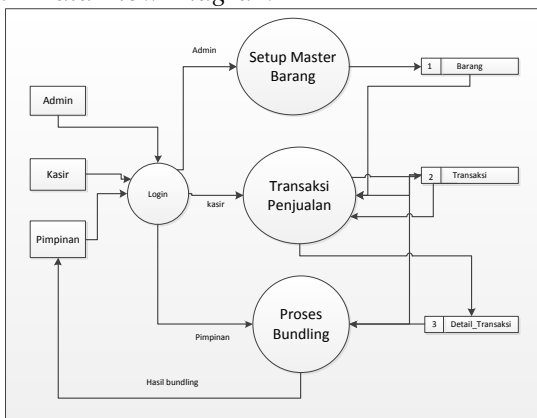 Admin
Setup Master
Barang
1 Barang
Admin
Kasir
Login
kasir
Transaksi
Penjualan
2 Transaksi
Pimpinan
Proses
Bundling
3 Detail_Transaksi
Pimpinan
Hasil bundling